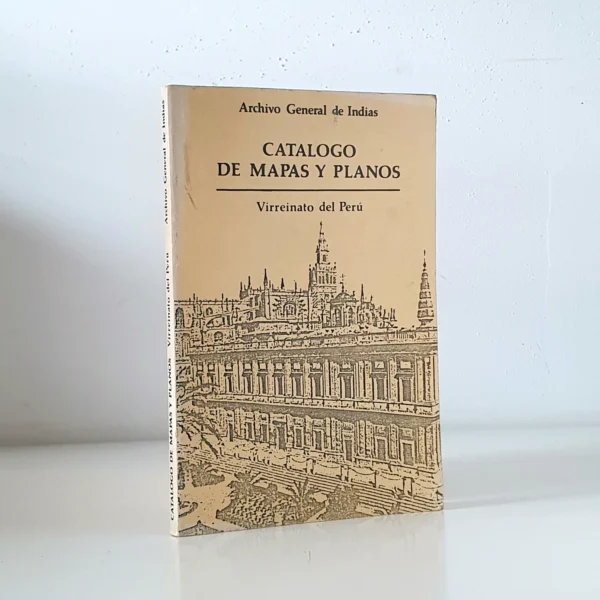 Archivo General de Indias
CATALOGO
DE MAPAS Y PLANOS
Virreinato del Perú
CATALOGO DE MAPAS Y PLANOS Virreinato del Perú Archivo General de Indias